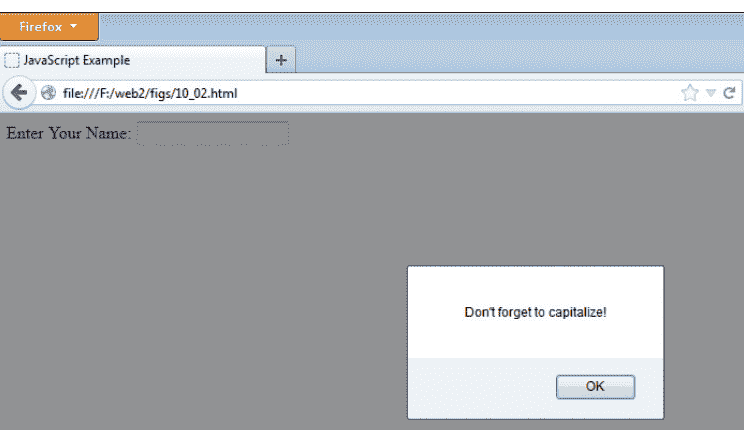 Firefox
JavaScript Example
file:///F:/web2/figs/10_02.html
Enter Your Name:
Don't forget to capitalize!
OK